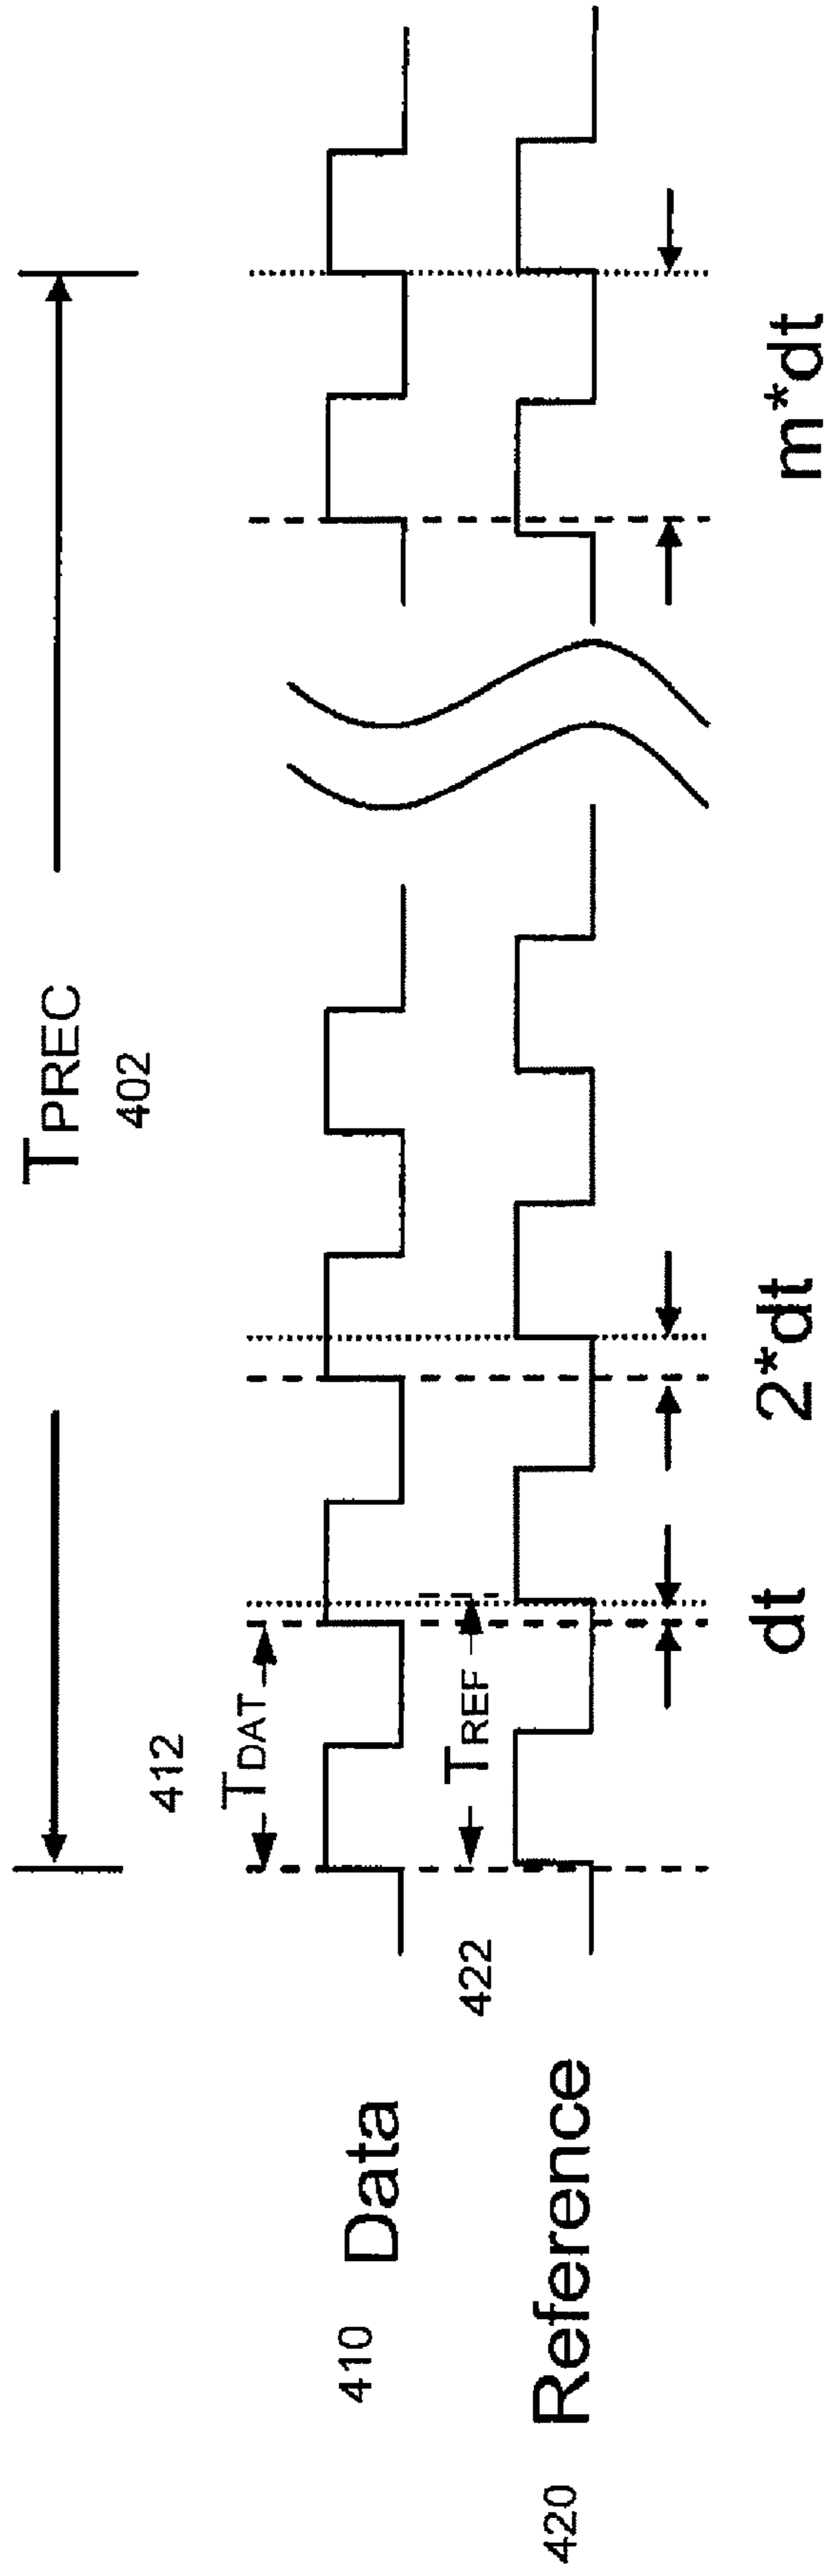 TPREC
402
412
TDAT
410 Data
422
TREF
420 Reference
dt
2*dt
m*dt